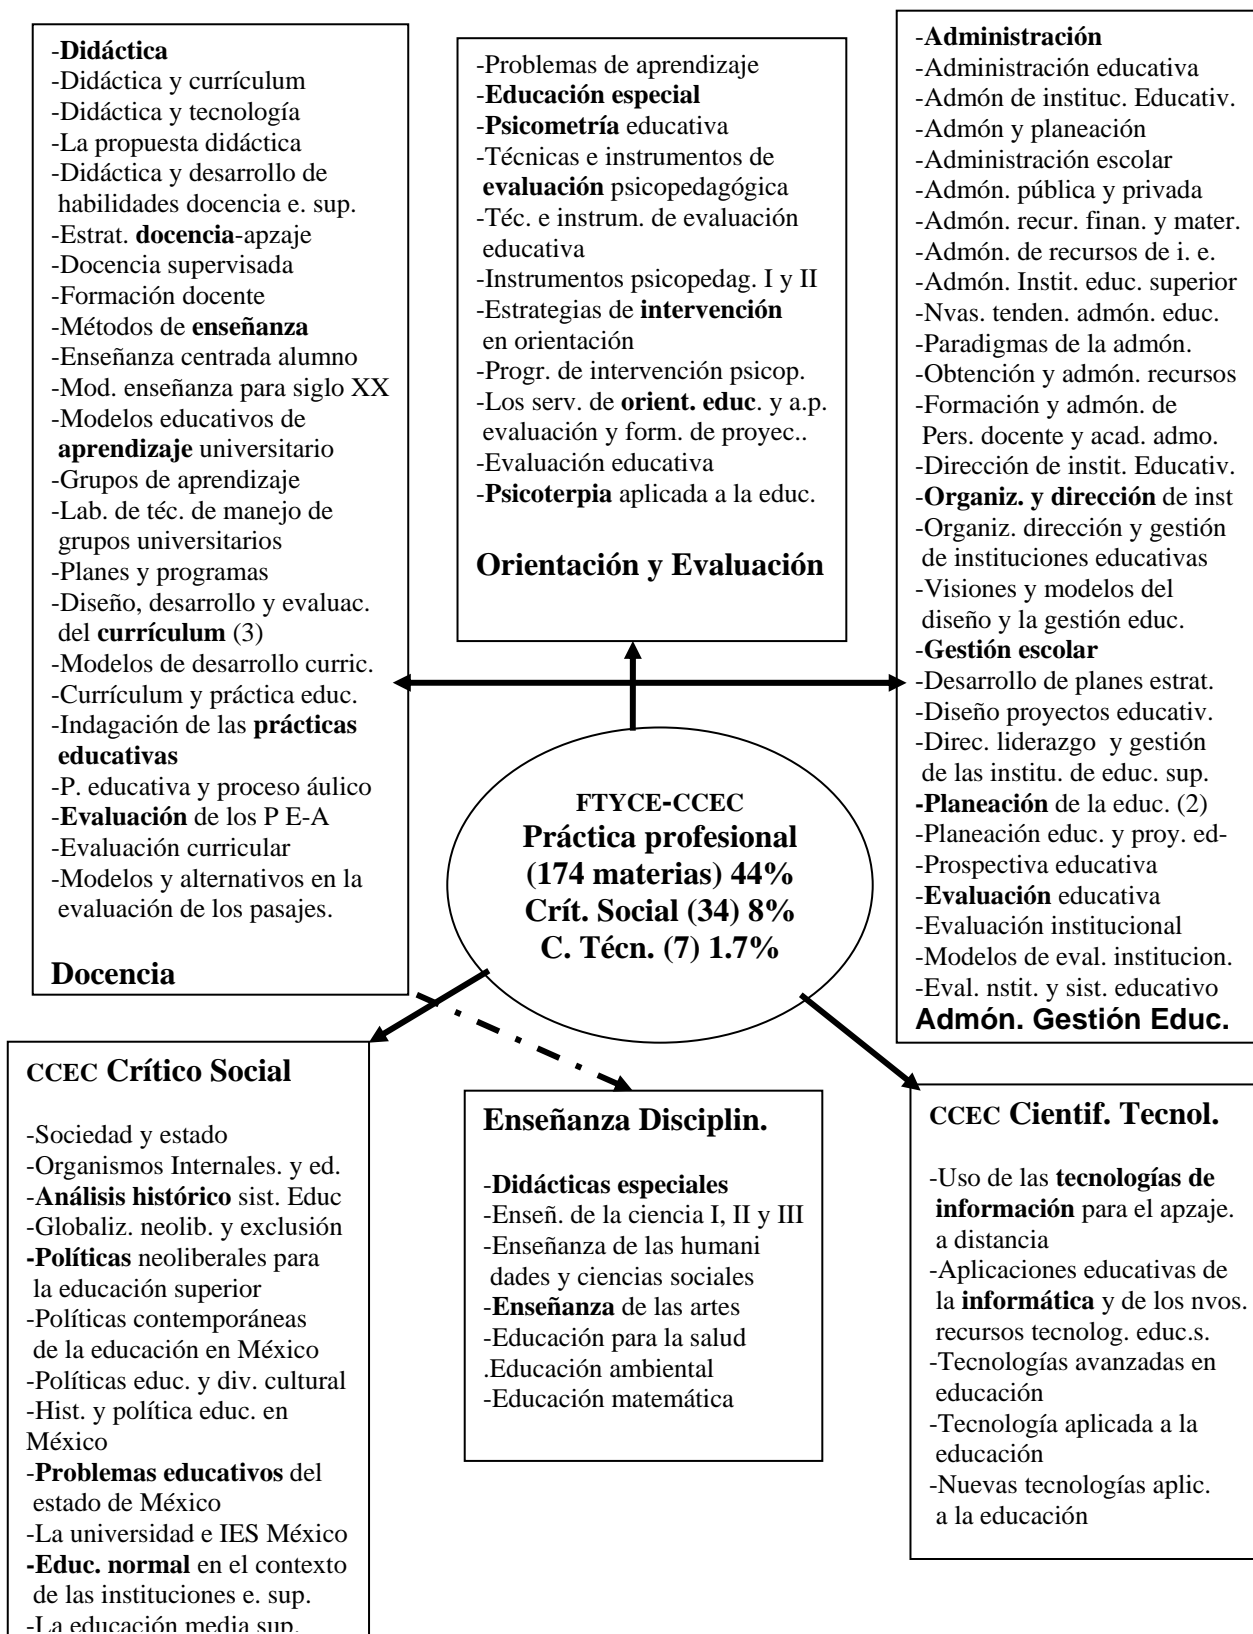 -Didáctica
-Didáctica y currículum
-Didáctica y tecnología
-La propuesta didáctica
-Didáctica y desarrollo de
habilidades docencia e. sup.
-Estrat. docencia-apzaje
-Docencia supervisada
-Formación docente
-Métodos de enseñanza
-Enseñanza centrada alumno
-Mod. enseñanza para siglo XX
-Modelos educativos de
aprendizaje universitario
-Grupos de aprendizaje
-Lab. de téc. de manejo de
grupos universitarios
-Planes y programas
-Diseño, desarrollo y evaluac.
del currículum (3)
-Modelos de desarrollo curric.
-Currículum y práctica educ.
-Indagación de las prácticas
educativas
-P. educativa y proceso áulico
-Evaluación de los P E-A
-Evaluación curricular
-Modelos y alternativos en la
evaluación de los pasajes.
Docencia
-Problemas de aprendizaje
-Educación especial
-Psicometría educativa
-Técnicas e instrumentos de
evaluación psicopedagógica
-Téc. e instrum. de evaluación
educativa
-Instrumentos psicopedag. I y II
-Estrategias de intervención
en orientación
-Progr. de intervención psicop.
-Los serv. de orient. educ. y a.p.
evaluación y form. de proyec..
-Evaluación educativa
-Psicoterpia aplicada a la educ.
Orientación y Evaluación
-Administración
-Administración educativa
-Admón de instituc. Educativ.
-Admón y planeación
-Administración escolar
-Admón. pública y privada
-Admón. recur. finan. y mater.
-Admón. de recursos de i. e.
-Admón. Instit. educ. superior
-Nvas. tenden. admón. educ.
-Paradigmas de la admón.
-Obtención y admón. recursos
-Formación y admón. de
Pers. docente y acad. admo.
-Dirección de instit. Educativ.
-Organiz. y dirección de inst
-Organiz. dirección y gestión
de instituciones educativas
-Visiones y modelos del
diseño y la gestión educ.
-Gestión escolar
-Desarrollo de planes estrat.
-Diseño proyectos educativ.
-Direc. liderazgo y gestión
de las institu. de educ. sup.
-Planeación de la educ. (2)
-Planeación educ. y proy. ed-
-Prospectiva educativa
-Evaluación educativa
-Evaluación institucional
-Modelos de eval. institucion.
-Eval. nstit. y sist. educativo
Admón. Gestión Educ.
FTYCE-CCEC
Práctica profesional
(174 materias) 44%
Crít. Social (34) 8%
C. Técn. (7) 1.7%
CCEC Crítico Social
-Sociedad y estado
-Organismos Internales. y ed.
-Análisis histórico sist. Educ
-Globaliz. neolib. y exclusión
-Políticas neoliberales para
la educación superior
-Políticas contemporáneas
de la educación en México
-Políticas educ. y div. cultural
-Hist. y política educ. en
México
-Problemas educativos del
estado de México
-La universidad e IES México
-Educ. normal en el contexto
de las instituciones e. sup.
-La educación media sup.
Enseñanza Disciplin.
-Didácticas especiales
-Enseñ. de la ciencia I, II y III
-Enseñanza de las humani
dades y ciencias sociales
-Enseñanza de las artes
-Educación para la salud
.Educación ambiental
-Educación matemática
CCEC Cientif. Tecnol.
-Uso de las tecnologías de
información para el apzaje.
a distancia
-Aplicaciones educativas de
la informática y de los nvos.
recursos tecnolog. educ.s.
-Tecnologías avanzadas en
educación
-Tecnología aplicada a la
educación
-Nuevas tecnologías aplic.
a la educación